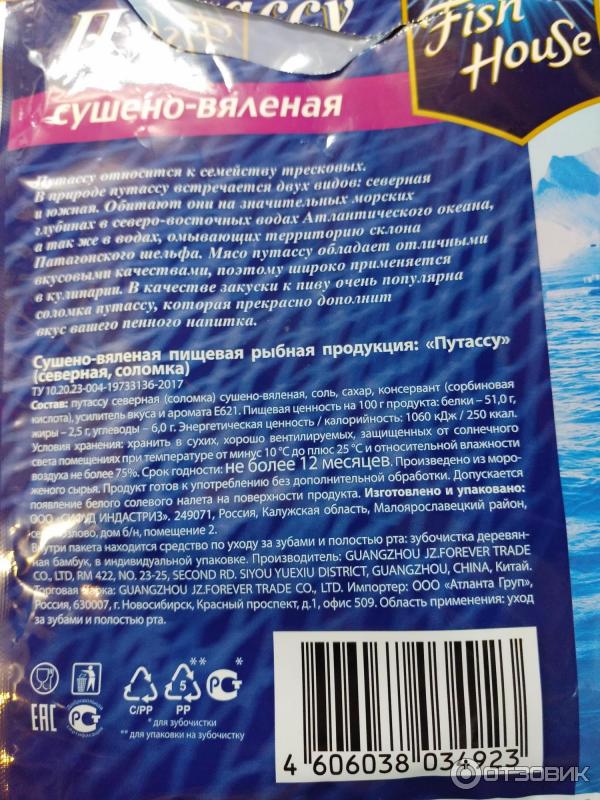 Fish
House
сушено-вяленая
Путассу относится к семейству тресковых.
В природе путассу встречается двух видов: северная
и южная. Обитают они на значительных морских
глубинах в северо-восточных водах Атлантического океана,
а так же в водах, омывающих территорию склона
Патагонского шельфа. Мясо путассу обладает отличными
вкусовыми качествами, поэтому широко применяется
в кулинарии. В качестве закуски к пиву очень популярна
соломка путассу, которая прекрасно дополнит
вкус вашего пенного напитка.
Сушено-вяленая пищевая рыбная продукция: «Путассу»
(северная, соломка)
ТУ 10.20.23-004-19733136-2017
Состав: путассу северная (соломка) сушено-вяленая, соль, сахар, консервант (сорбиновая
кислота), усилитель вкуса и аромата Е621. Пищевая ценность на 100 г продукта: белки – 51,0 г,
жиры – 2,5 г, углеводы – 6,0 г. Энергетическая ценность / калорийность: 1060 кДж / 250 ккал.
Условия хранения: хранить в сухих, хорошо вентилируемых, защищенных от солнечного
света помещениях при температуре от минус 10 °С до плюс 25 °С и относительной влажности
воздуха не более 75%. Срок годности: не более 12 месяцев. Произведено из моро-
женого сырья. Продукт готов к употреблению без дополнительной обработки. Допускается
появление белого солевого налета на поверхности продукта. Изготовлено и упаковано:
ООО «СИФУД ИНДАСТРИЗ». 249071, Россия, Калужская область, Малоярославецкий район,
дом 6/н, помещение 2.
Внутри пакета находится средство по уходу за зубами и полостью рта: зубочистка деревян-
ная бамбук, в индивидуальной упаковке. Производитель: GUANGZHOU JZ.FOREVER TRADE
CO., LTD, RM 422, NO. 23-25, SECOND RD. SIYOU YUEXIU DISTRICT, GUANGZHOU, CHINA, Китай.
Торговая марка: GUANGZHOU JZ.FOREVER TRADE CO., LTD. Импортер: ООО «Атланта Груп»,
Россия, 630007, г. Новосибирск, Красный проспект, д.1, офис 509. Область применения: уход
за зубами и полостью рта.
** *
5
C/PP PP
ЕАС
* для зубочистки
** для упаковки на зубочистку
4 606038 034923
ОТЗОВИК